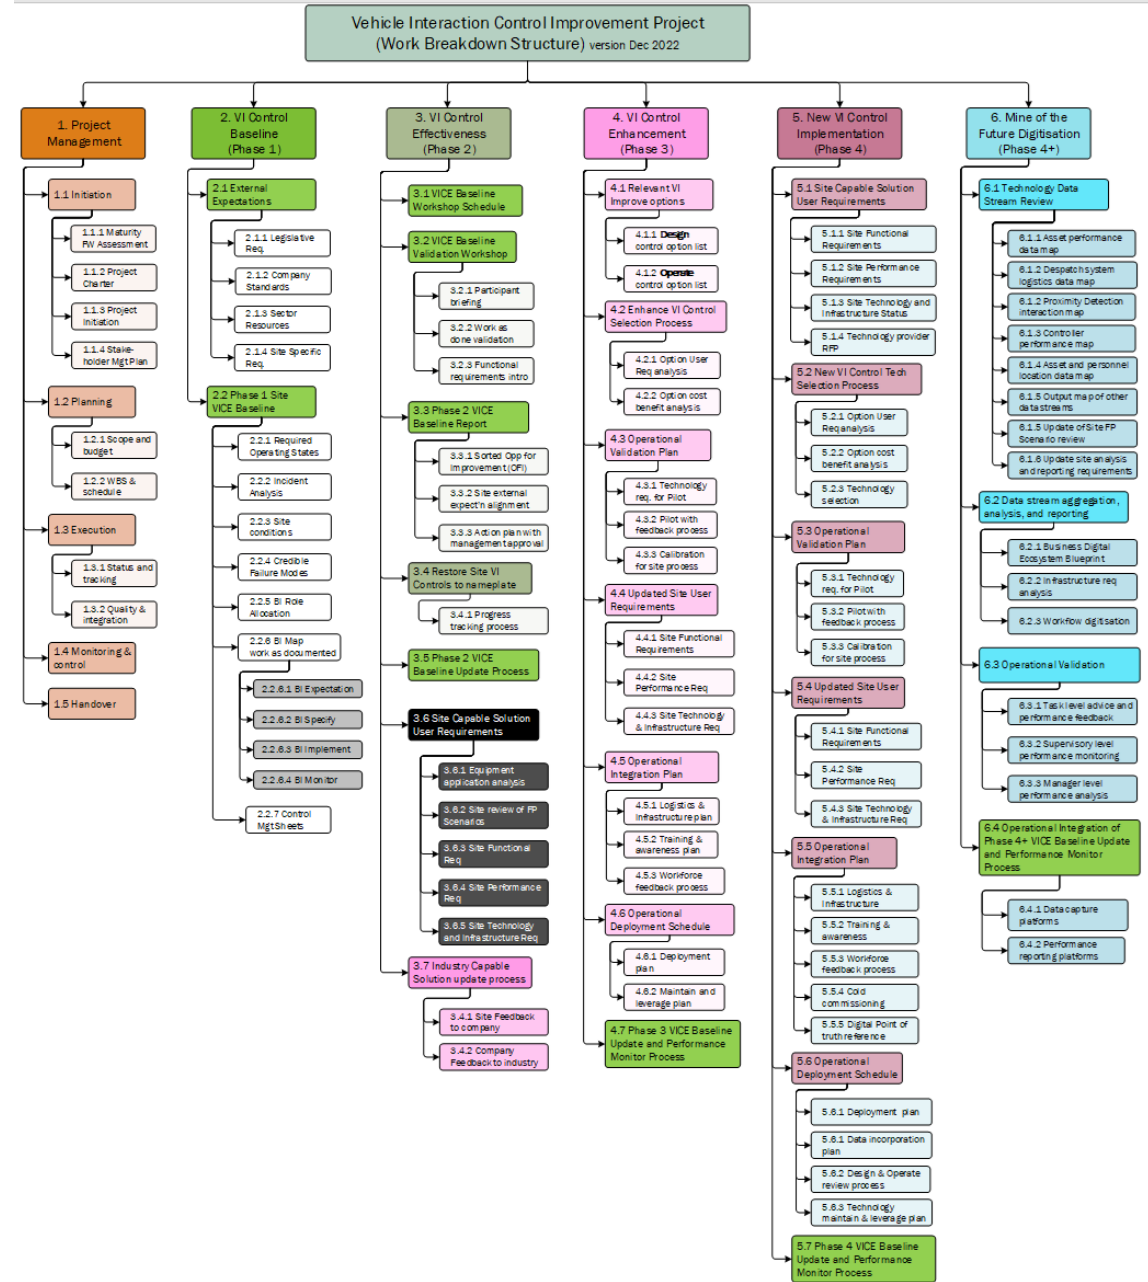 Vehicle Interaction Control Improvement Project
(Work Breakdown Structure) version Dec 2022
1. Project
Management
1.1 Initiation
1.1.1 Maturity
FW Assessment
1.1.2 Project
Charter
1.1.3 Project
Initiation
1.1.4 Stake-
holder Mgt Plan
1.2 Planning
1.2.1 Scope and
budget
1.2.2 WBS &
schedule
1.3 Execution
1.3.1 Status and
tracking
1.3.2 Quality &
integration
1.4 Monitoring &
control
1.5 Handover
2. VI Control
Baseline
(Phase 1)
2.1 External
Expectations
2.1.1 Legislative
Req.
2.1.2 Company
Standards
2.1.3 Sector
Resources
2.1.4 Site Specific
Req.
2.2 Phase 1 Site
VICE Baseline
2.2.1 Required
Operating States
2.2.2 Incident
Analysis
2.2.3 Site
conditions
2.2.4 Credible
Failure Modes
2.2.5 BI Role
Allocation
2.2.6 BI Map
work as documented
2.2.6.1 BI Expectation
2.2.6.2 BI Specify
2.2.6.3 BI Implement
2.2.6.4 BI Monitor
2.2.7 Control
Mgt Sheets
3. VI Control
Effectiveness
(Phase 2)
3.1 VICE Baseline
Workshop Schedule
3.2 VICE Baseline
Validation Workshop
3.2.1 Participant
briefing
3.2.2 Work as
done validation
3.2.3 Functional
requirements intro
3.3 Phase 2 VICE
Baseline Report
3.3.1 Sorted Opp for
Improvement (OFI)
3.3.2 Site external
expect'n alignment
3.3.3 Action plan with
management approval
3.4 Restore Site VI
Controls to nameplate
3.4.1 Progress
tracking process
3.5 Phase 2 VICE
Baseline Update Process
3.6 Site Capable Solution
User Requirements
3.6.1 Equipment
application analysis
3.6.2 Site review of FP
Scenarios
3.6.3 Site Functional
Req
3.6.4 Site Performance
Req
3.6.5 Site Technology
and Infrastructure Req
3.7 Industry Capable
Solution update process
3.4.1 Site Feedback
to company
3.4.2 Company
Feedback to industry
4. VI Control
Enhancement
(Phase 3)
4.1 Relevant VI
Improve options
4.1.1 Design
control option list
4.1.2 Operate
control option list
4.2 Enhance VI Control
Selection Process
4.2.1 Option User
Req analysis
4.2.2 Option cost
benefit analysis
4.3 Operational
Validation Plan
4.3.1 Technology
req. for Pilot
4.3.2 Pilot with
feedback process
4.3.3 Calibration
for site process
4.4 Updated Site User
Requirements
4.4.1 Site Functional
Requirements
4.4.2 Site
Performance Req
4.4.3 Site Technology
& Infrastructure Req
4.5 Operational
Integration Plan
4.5.1 Logistics &
Infrastructure plan
4.5.2 Training &
awareness plan
4.5.3 Workforce
feedback process
4.6 Operational
Deployment Schedule
4.6.1 Deployment
plan
4.6.2 Maintain and
leverage plan
4.7 Phase 3 VICE Baseline
Update and Performance
Monitor Process
5. New VI Control
Implementation
(Phase 4)
5.1 Site Capable Solution
User Requirements
5.1.1 Site Functional
Requirements
5.1.2 Site Performance
Requirements
5.1.3 Site Technology and
Infrastructure Status
5.1.4 Technology provider
RFP
5.2 New VI Control Tech
Selection Process
5.2.1 Option User
Req analysis
5.2.2 Option cost
benefit analysis
5.2.3 Technology
selection
5.3 Operational
Validation Plan
5.3.1 Technology
req. for Pilot
5.3.2 Pilot with
feedback process
5.3.3 Calibration
for site process
5.4 Updated Site User
Requirements
5.4.1 Site Functional
Requirements
5.4.2 Site
Performance Req
5.4.3 Site Technology
& Infrastructure Req
5.5 Operational
Integration Plan
5.5.1 Logistics &
Infrastructure
5.5.2 Training &
awareness
5.5.3 Workforce
feedback process
5.5.4 Cold
commissioning
5.5.5 Digital Point of
truth reference
5.6 Operational
Deployment Schedule
5.6.1 Deployment plan
5.6.1 Data incorporation
plan
5.6.2 Design & Operate
review process
5.6.3 Technology
maintain & leverage plan
5.7 Phase 4 VICE Baseline
Update and Performance
Monitor Process
6. Mine of the
Future Digitisation
(Phase 4+)
6.1 Technology Data
Stream Review
6.1.1 Asset performance
data map
6.1.2 Despatch system
logistics data map
6.1.2 Proximity Detection
interaction map
6.1.3 Controller
performance map
6.1.4 Asset and personnel
location data map
6.1.5 Output map of other
data streams
6.1.5 Update of Site FP
Scenario review
6.1.6 Update site analysis
and reporting requirements
6.2 Data stream aggregation,
analysis, and reporting
6.2.1 Business Digital
Ecosystem Blueprint
6.2.2 Infrastructure req
analysis
6.2.3 Workflow digitisation
6.3 Operational Validation
6.3.1 Task level advice and
performance feedback
6.3.2 Supervisory level
performance monitoring
6.3.3 Manager level
performance analysis
6.4 Operational Integration of
Phase 4+ VICE Baseline Update
and Performance Monitor
Process
6.4.1 Data capture
platforms
6.4.2 Performance
reporting platforms